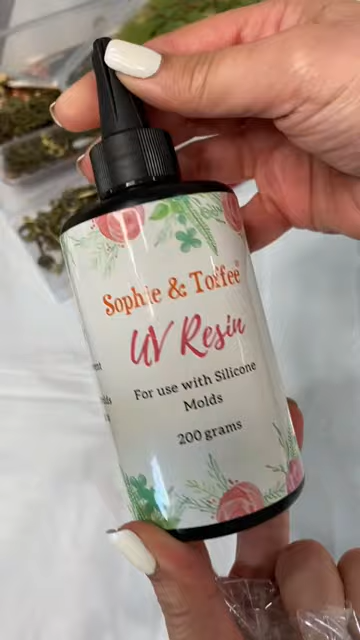 Sophie & Toffee
UV Resin
For use with Silicone
Molds
200 grams